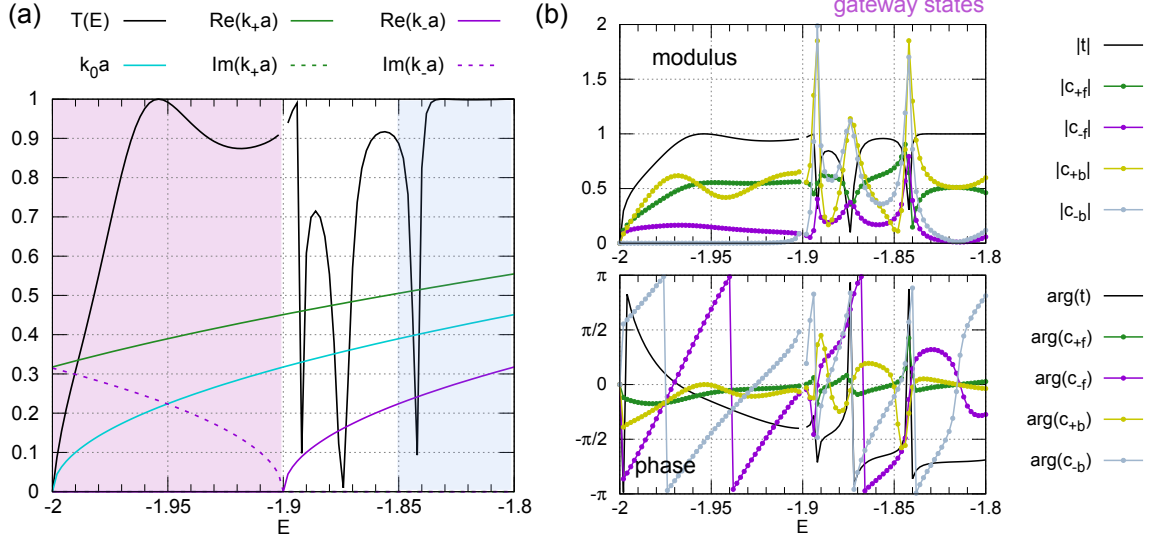 (a)
T(E)
Re(k₊a)
Re(k₋a)
k₀a
Im(k₊a)
Im(k₋a)
1
0.9
0.8
0.7
0.6
0.5
0.4
0.3
0.2
0.1
0
-2
-1.95
-1.9
-1.85
-1.8
E
(b)
gateway states
modulus
2
1.5
1
0.5
0
-2
-1.95
-1.9
-1.85
-1.8
|t|
|c₊f|
|c₋f|
|c₊b|
|c₋b|
π
π/2
0
-π/2
-π
phase
-2
-1.95
-1.9
-1.85
-1.8
E
arg(t)
arg(c₊f)
arg(c₋f)
arg(c₊b)
arg(c₋b)